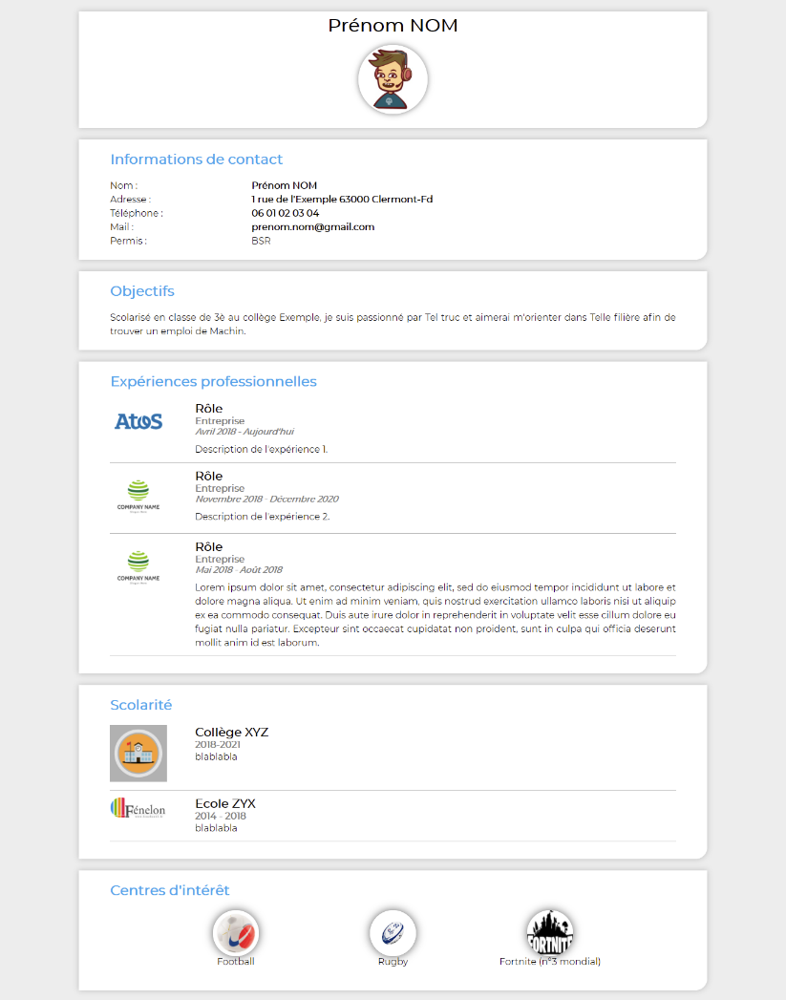 Prénom NOM
Informations de contact
Nom : Prénom NOM
Adresse : 1 rue de l'Exemple 63000 Clermont-Fd
Téléphone : 06 01 02 03 04
Mail : prenom.nom@gmail.com
Permis : BSR
Objectifs
Scolarisé en classe de 3è au collège Exemple, je suis passionné par Tel truc et aimerai m'orienter dans Telle filière afin de
trouver un emploi de Machin.
Expériences professionnelles
Atos
Rôle
Entreprise
Avril 2018 - Aujourd'hui
Description de l'expérience 1.
COMPANY NAME
Rôle
Entreprise
Novembre 2018 - Décembre 2020
Description de l'expérience 2.
COMPANY NAME
Rôle
Entreprise
Mai 2018 - Août 2018
Lorem ipsum dolor sit amet, consectetur adipiscing elit, sed do eiusmod tempor incididunt ut labore et
dolore magna aliqua. Ut enim ad minim veniam, quis nostrud exercitation ullamco laboris nisi ut aliquip
ex ea commodo consequat. Duis aute irure dolor in reprehenderit in voluptate velit esse cillum dolore eu
fugiat nulla pariatur. Excepteur sint occaecat cupidatat non proident, sunt in culpa qui officia deserunt
mollit anim id est laborum.
Scolarité
Collège XYZ
2018-2021
blablabla
Fénelon
Ecole ZYX
2014 - 2018
blablabla
Centres d'intérêt
FORTNITE
Football
Rugby
Fortnite (n°3 mondial)